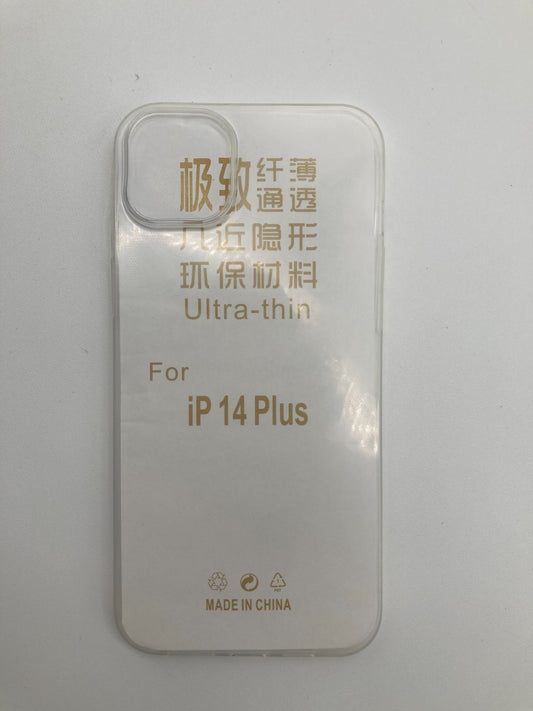 极致纤薄
通透
几近隐形
环保材料
Ultra-thin
For
iP 14 Plus
PET
MADE IN CHINA